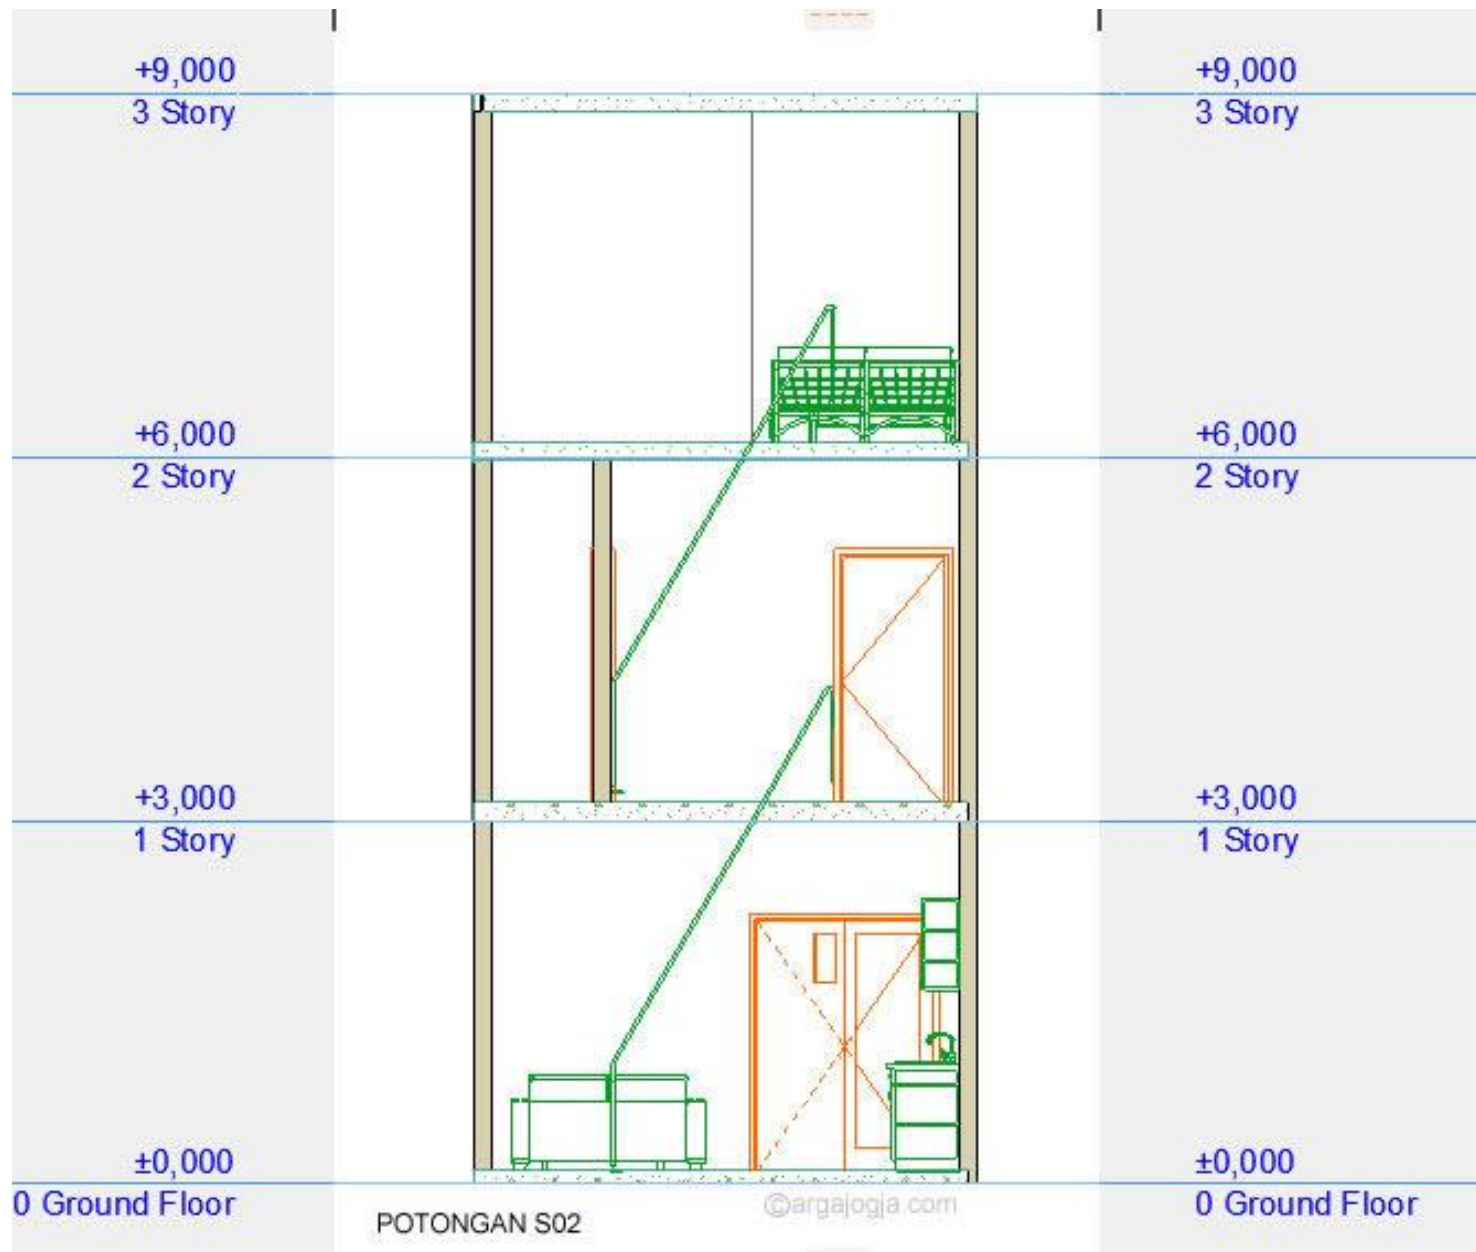 +9,000 +9,000
3 Story 3 Story
+6,000 +6,000
2 Story 2 Story
+3,000 +3,000
1 Story 1 Story
±0,000 ±0,000
0 Ground Floor 0 Ground Floor
©argajogja.com
POTONGAN S02